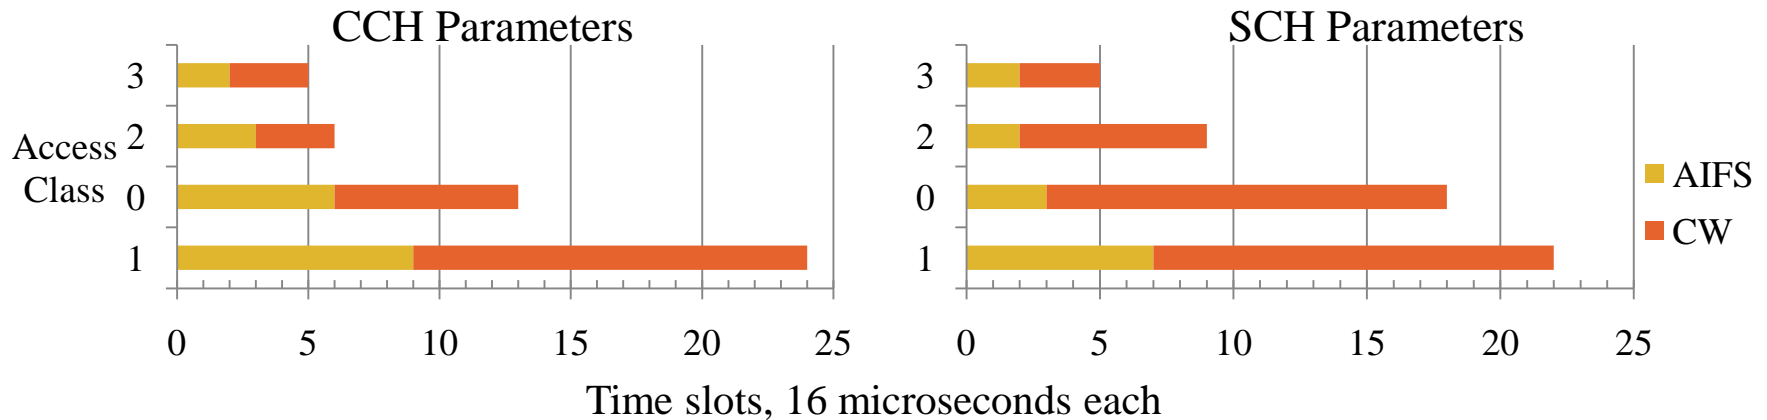 CCH Parameters
3
2
0
1
Access
Class
0 5 10 15 20 25
SCH Parameters
3
2
0
1
0 5 10 15 20 25
AIFS
CW
Time slots, 16 microseconds each